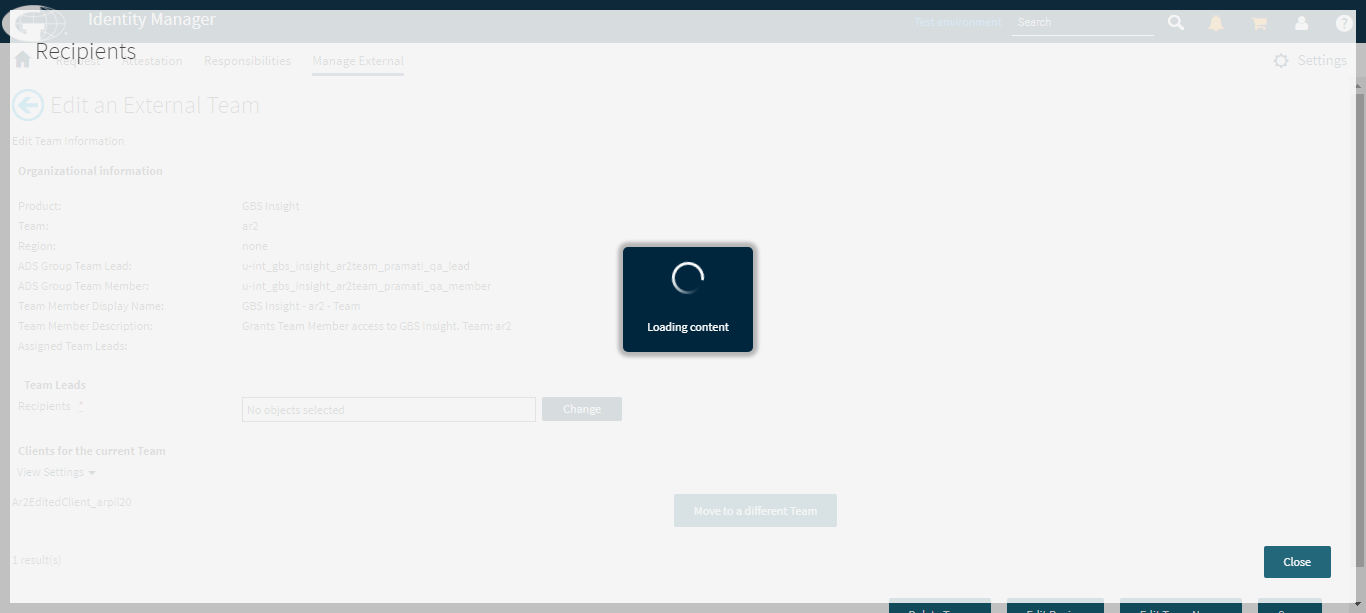 Identity Manager
Test environment
Search
Recipients
Request Attestation Responsibilities Manage External
Settings
Edit an External Team
Edit Team Information
Organizational information
Product: GBS Insight
Team: ar2
Region: none
ADS Group Team Lead: u-int_gbs_insight_ar2team_pramati_qa_lead
ADS Group Team Member: u-int_gbs_insight_ar2team_pramati_qa_member
Team Member Display Name: GBS Insight - ar2 - Team
Team Member Description: Grants Team Member access to GBS Insight. Team: ar2
Assigned Team Leads:
Loading content
Team Leads
Recipients * No objects selected Change
Clients for the current Team
View Settings
Ar2EditedClient_arpil20 Move to a different Team
1 result(s)
Close